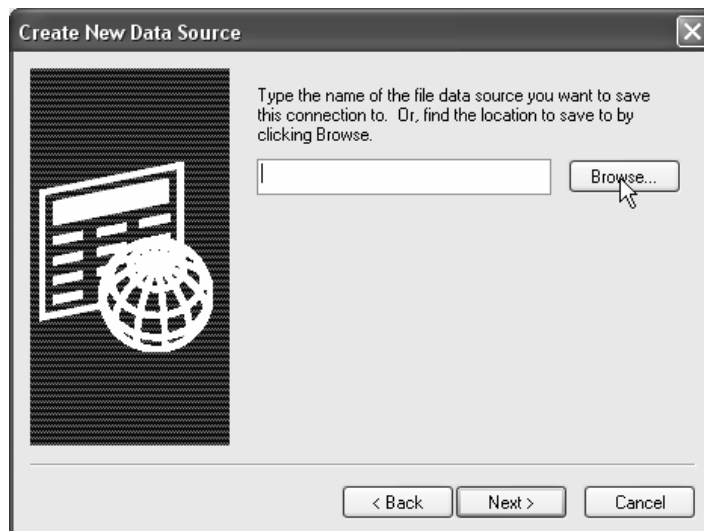 Create New Data Source
Type the name of the file data source you want to save
this connection to.  Or, find the location to save to by
clicking Browse.
Browse...
< Back
Next >
Cancel